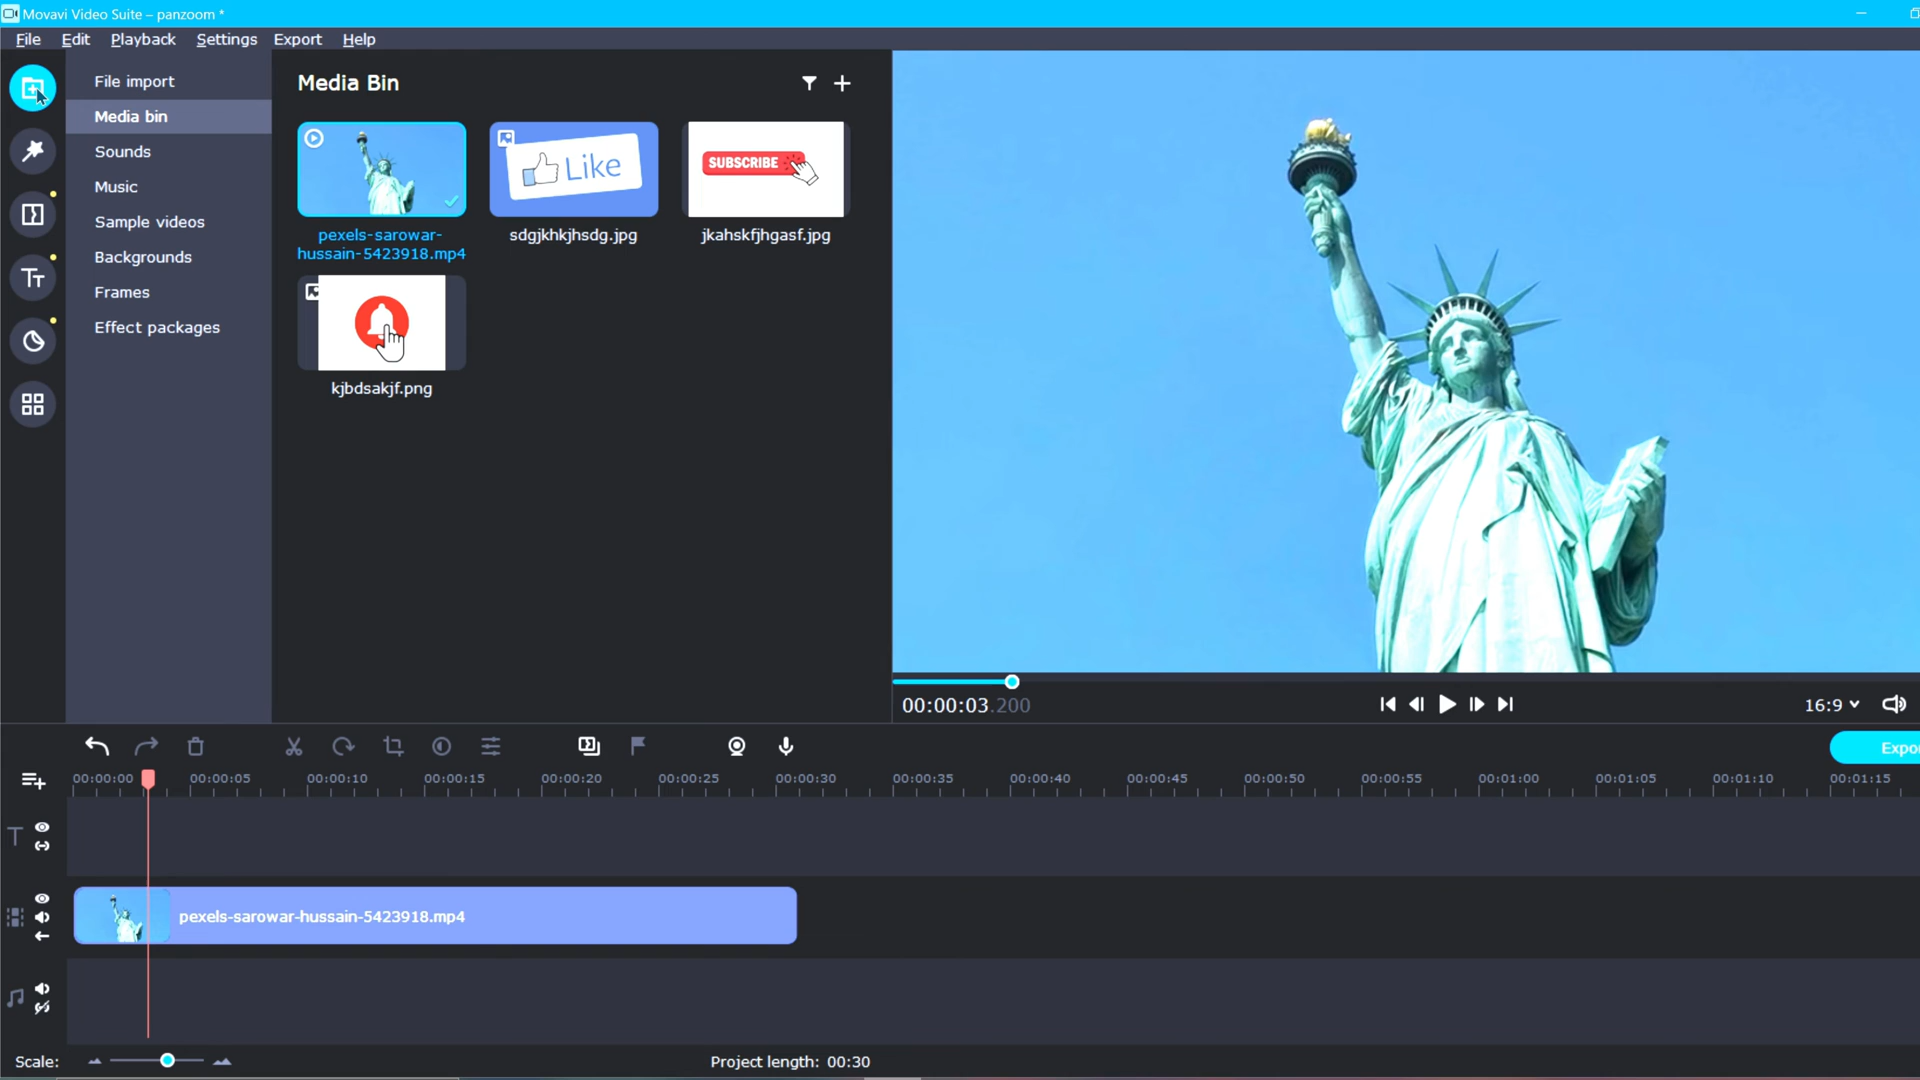 Movavi Video Suite – panzoom *
File Edit Playback Settings Export Help
File import
Media bin
Sounds
Music
Sample videos
Backgrounds
Frames
Effect packages
Media Bin
Like
SUBSCRIBE
pexels-sarowar-
hussain-5423918.mp4
sdgjkhkjhsdg.jpg
jkahskfjhgasf.jpg
kjbdsakjf.png
00:00:03.200
16:9
Expor
00:00:00 00:00:05 00:00:10 00:00:15 00:00:20 00:00:25 00:00:30 00:00:35 00:00:40 00:00:45 00:00:50 00:00:55 00:01:00 00:01:05 00:01:10 00:01:15
pexels-sarowar-hussain-5423918.mp4
Scale:
Project length: 00:30